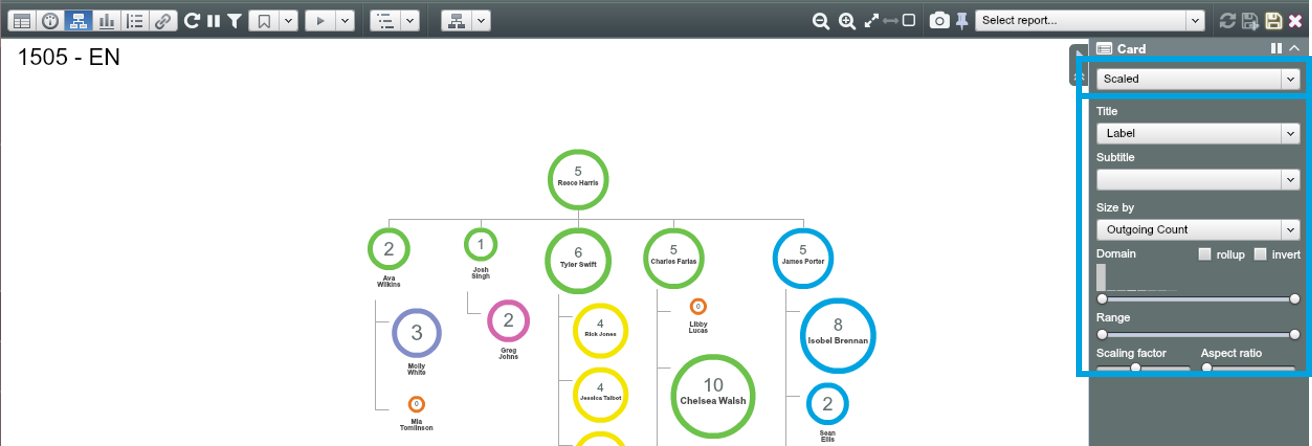 Select report...
1505 - EN
Card
Scaled
Title
Label
Subtitle
Size by
Outgoing Count
Domain
rollup
invert
Range
Scaling factor
Aspect ratio
5
Reece Harris
2
Ava
Wilkins
1
Josh
Singh
6
Tyler Swift
5
Charles Farias
5
James Porter
3
Molly
White
0
Mia
Tomlinson
2
Greg
Johns
4
Rick Jones
4
Jessica Talbot
0
Libby
Lucas
10
Chelsea Walsh
8
Isobel Brennan
2
Sean
Ellis